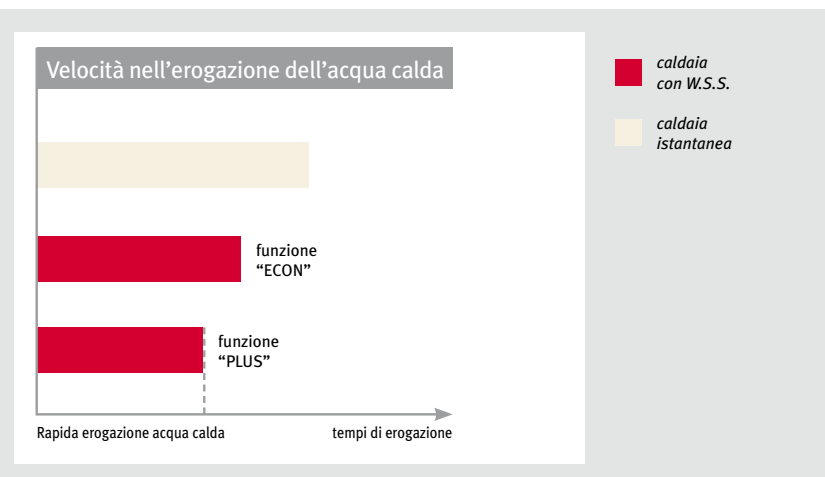 Velocità nell'erogazione dell'acqua calda
caldaia
con W.S.S.
caldaia
istantanea
funzione
“ECON”
funzione
“PLUS”
Rapida erogazione acqua calda
tempi di erogazione